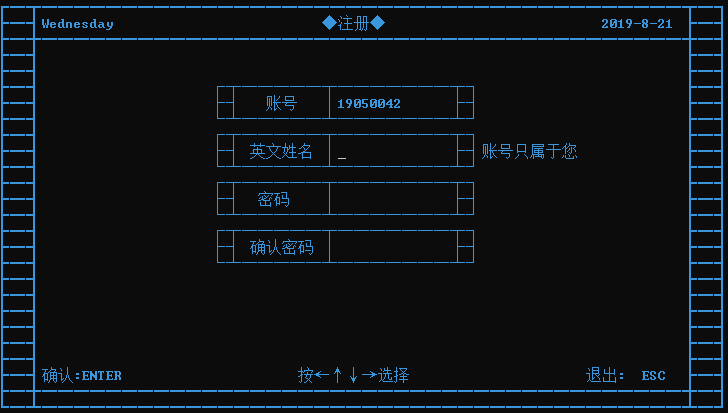 Wednesday ◆注册◆ 2019-8-21
账号 19050042
英文姓名 _ 账号只属于您
密码
确认密码
确认:ENTER 按←↑↓→选择 退出: ESC